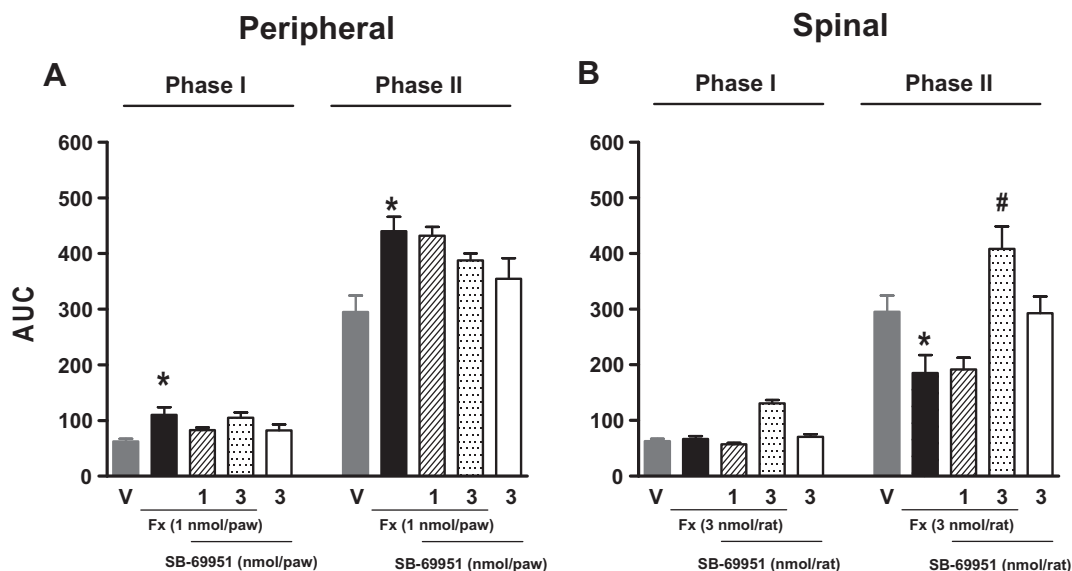 Peripheral
Spinal
A
B
Phase I
Phase II
Phase I
Phase II
AUC
600
500
400
300
200
100
0
*
*
V 1 3 3
V 1 3 3
Fx (1 nmol/paw)
Fx (1 nmol/paw)
SB-69951 (nmol/paw)
SB-69951 (nmol/paw)
600
500
400
300
200
100
0
*
#
V 1 3 3
V 1 3 3
Fx (3 nmol/rat)
Fx (3 nmol/rat)
SB-69951 (nmol/rat)
SB-69951 (nmol/rat)